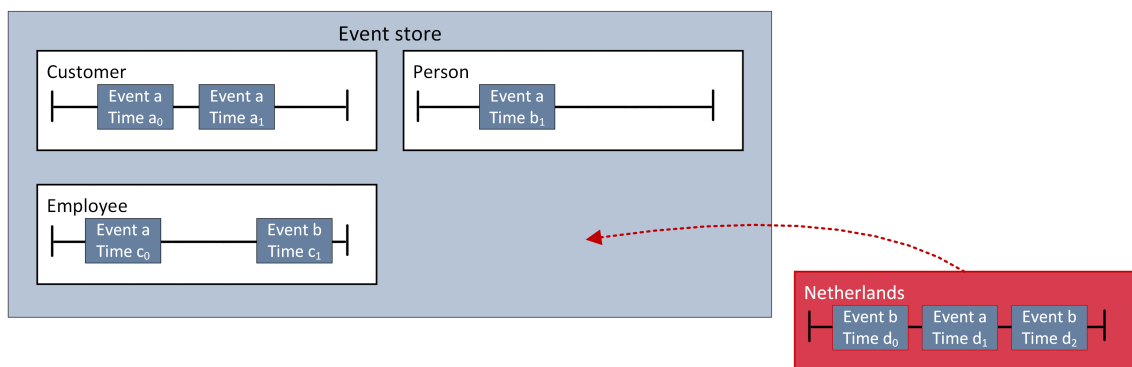 Event store
Customer
Event a
Time a₀
Event a
Time a₁
Person
Event a
Time b₁
Employee
Event a
Time c₀
Event b
Time c₁
Netherlands
Event b
Time d₀
Event a
Time d₁
Event b
Time d₂